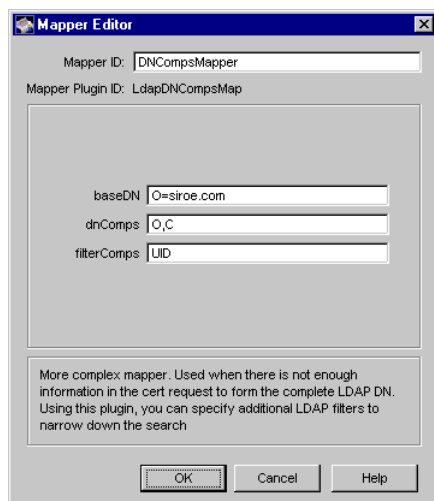 Mapper Editor
Mapper ID: DNCompsMapper
Mapper Plugin ID: LdapDNCompsMap
baseDN O=siroe.com
dnComps O,C
filterComps UID
More complex mapper. Used when there is not enough
information in the cert request to form the complete LDAP DN.
Using this plugin, you can specify additional LDAP filters to
narrow down the search
OK Cancel Help